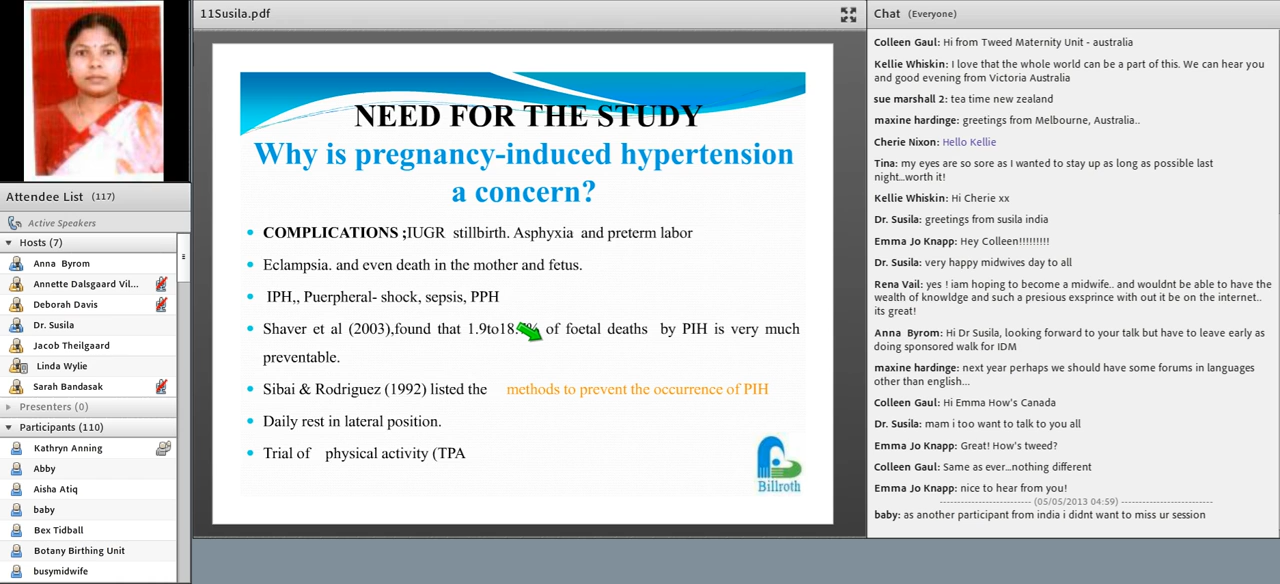 11Susila.pdf
Attendee List (117)
Active Speakers
Hosts (7)
Anna Byrom
Annette Dalsgaard Vil...
Deborah Davis
Dr. Susila
Jacob Theilgaard
Linda Wylie
Sarah Bandasak
Presenters (0)
Participants (110)
Kathryn Anning
Abby
Aisha Atiq
baby
Bex Tidball
Botany Birthing Unit
busymidwife
NEED FOR THE STUDY
Why is pregnancy-induced hypertension
a concern?
COMPLICATIONS ;IUGR stillbirth. Asphyxia and preterm labor
Eclampsia. and even death in the mother and fetus.
IPH,, Puerpheral- shock, sepsis, PPH
Shaver et al (2003),found that of foetal deaths by PIH is very much
preventable.
Sibai & Rodriguez (1992) listed the methods to prevent the occurrence of PIH
Daily rest in lateral position.
Trial of physical activity (TPA
Billroth
Chat (Everyone)
Colleen Gaul: Hi from Tweed Maternity Unit - australia
Kellie Whiskin: I love that the whole world can be a part of this. We can hear you
and good evening from Victoria Australia
sue marshall 2: tea time new zealand
maxine hardinge: greetings from Melbourne, Australia..
Cherie Nixon: Hello Kellie
Tina: my eyes are so sore as I wanted to stay up as long as possible last
night...worth it!
Kellie Whiskin: Hi Cherie xx
Dr. Susila: greetings from susila india
Emma Jo Knapp: Hey Colleen!!!!!!!!!
Dr. Susila: very happy midwives day to all
Rena Vail: yes ! iam hoping to become a midwife.. and wouldnt be able to have the
wealth of knowldge and such a presious exsprince with out it be on the internet..
its great!
Anna Byrom: Hi Dr Susila, looking forward to your talk but have to leave early as
doing sponsored walk for IDM
maxine hardinge: next year perhaps we should have some forums in languages
other than english...
Colleen Gaul: Hi Emma How's Canada
Dr. Susila: mam i too want to talk to you all
Emma Jo Knapp: Great! How's tweed?
Colleen Gaul: Same as ever...nothing different
Emma Jo Knapp: nice to hear from you!
(05/05/2013 04:59)
baby: as another participant from india i didnt want to miss ur session